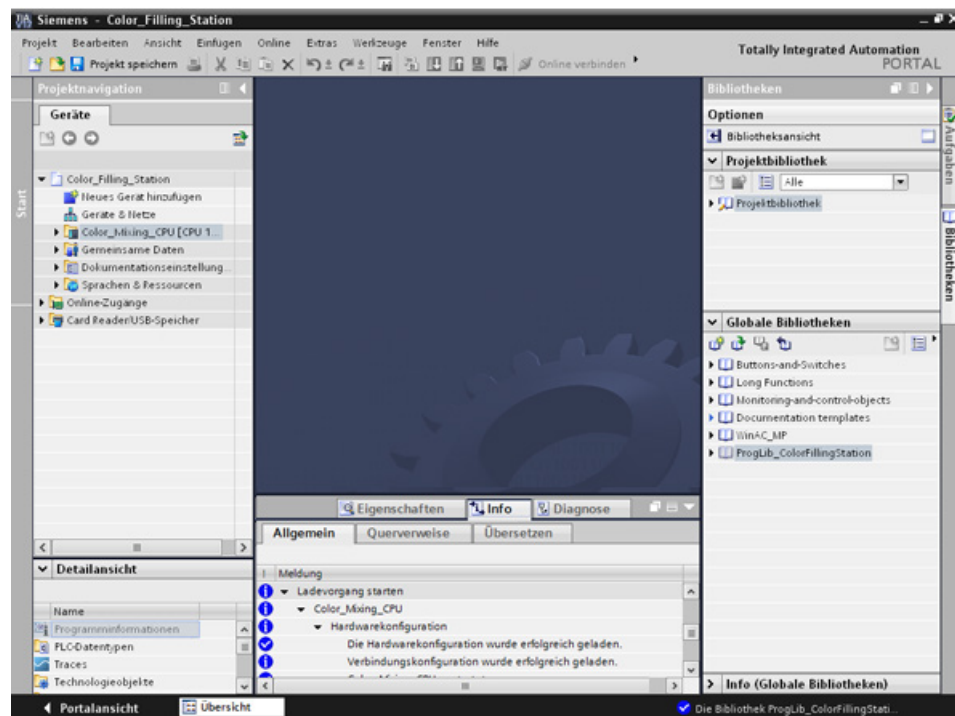 Siemens - Color_Filling_Station
Projekt Bearbeiten Ansicht Einfügen Online Extras Werkzeuge Fenster Hilfe
Totally Integrated Automation
PORTAL
Projekt speichern Online verbinden
Projektnavigation
Geräte
Start
Color_Filling_Station
Neues Gerät hinzufügen
Geräte & Netze
Color_Mixing_CPU [CPU 1...
Gemeinsame Daten
Dokumentationseinstellung...
Sprachen & Ressourcen
Online-Zugänge
Card Reader/USB-Speicher
Detailansicht
Name
Programminformationen
PLC-Datentypen
Traces
Technologieobjekte
Eigenschaften Info Diagnose
Allgemein Querverweise Übersetzen
! Meldung
Ladevorgang starten
Color_Mixing_CPU
Hardwarekonfiguration
Die Hardwarekonfiguration wurde erfolgreich geladen.
Verbindungskonfiguration wurde erfolgreich geladen.
Bibliotheken
Optionen
Bibliotheksansicht
Projektbibliothek
Alle
Projektbibliothek
Globale Bibliotheken
Buttons-and-Switches
Long Functions
Monitoring-and-control-objects
Documentation templates
WinAC_MP
ProgLib_ColorFillingStation
Info (Globale Bibliotheken)
Aufgaben
Bibliotheken
Portalansicht Übersicht
Die Bibliothek ProgLib_ColorFillingStati...